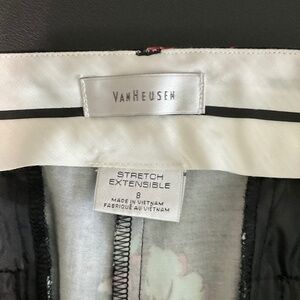 VANHEUSEN
STRETCH
EXTENSIBLE
8
MADE IN VIETNAM
FABRIQUÉ AU VIETNAM